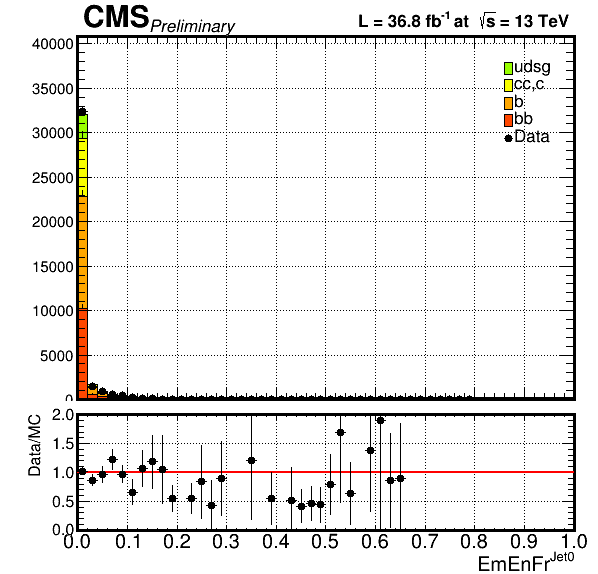 CMS Preliminary L = 36.8 fb⁻¹ at √s = 13 TeV
40000
35000
30000
25000
20000
15000
10000
5000
0
udsg
cc,c
b
bb
Data
Data/MC
2.0
1.5
1.0
0.5
0.0
0.0 0.1 0.2 0.3 0.4 0.5 0.6 0.7 0.8 0.9 1.0
EmEnFr^Jet0